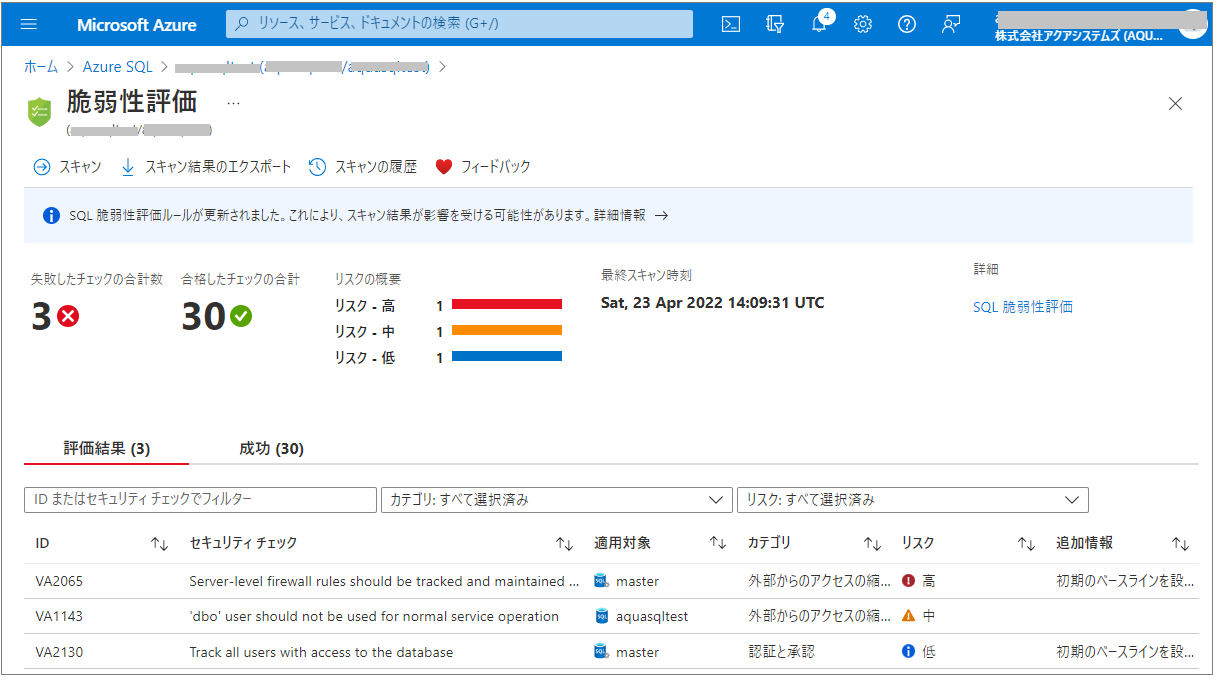 Microsoft Azure
リソース、サービス、ドキュメントの検索 (G+/)
4
株式会社アクアシステムズ (AQU...
ホーム > Azure SQL >
脆弱性評価 ...
スキャン
スキャン結果のエクスポート
スキャンの履歴
フィードバック
SQL 脆弱性評価ルールが更新されました。これにより、スキャン結果が影響を受ける可能性があります。詳細情報 →
失敗したチェックの合計数
3
合格したチェックの合計
30
リスクの概要
リスク - 高 1
リスク - 中 1
リスク - 低 1
最終スキャン時刻
Sat, 23 Apr 2022 14:09:31 UTC
詳細
SQL 脆弱性評価
評価結果 (3)
成功 (30)
ID またはセキュリティ チェックでフィルター
カテゴリ: すべて選択済み
リスク: すべて選択済み
ID セキュリティ チェック 適用対象 カテゴリ リスク 追加情報
VA2065 Server-level firewall rules should be tracked and maintained ... master 外部からのアクセスの縮... 高 初期のベースラインを設...
VA1143 'dbo' user should not be used for normal service operation aquasqltest 外部からのアクセスの縮... 中
VA2130 Track all users with access to the database master 認証と承認 低 初期のベースラインを設...